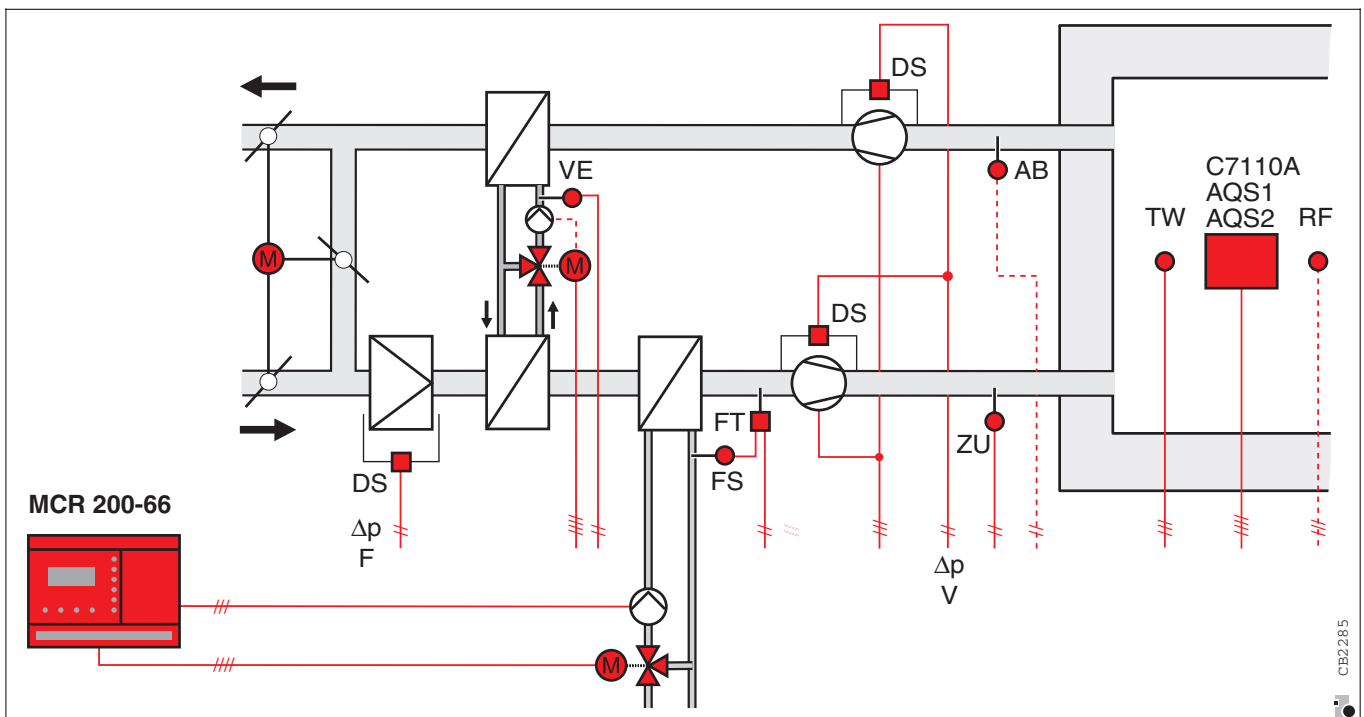 DS
VE
AB
C7110A
AQS1
AQS2
TW
RF
M
M
DS
FT
ZU
FS
DS
MCR 200-66
Δp
F
Δp
V
M
CB2285